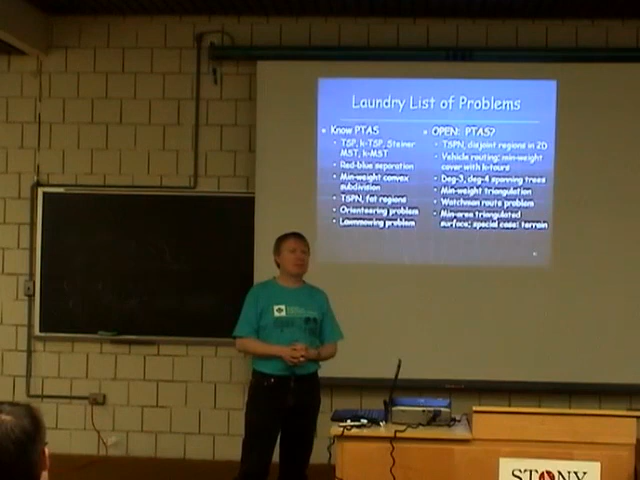 Laundry List of Problems
Know PTAS
TSP, k-TSP, Steiner
MST, k-MST
Red-blue separation
Min-weight convex
subdivision
TSPN, fat regions
Orienteering problem
Lawnmowing problem
OPEN: PTAS?
TSPN, disjoint regions in 2D
Vehicle routing; min-weight
cover with k-tours
Deg-3, deg-4 spanning trees
Min-weight triangulation
Watchman route problem
Min-area triangulated
surface; special case: terrain
STONY